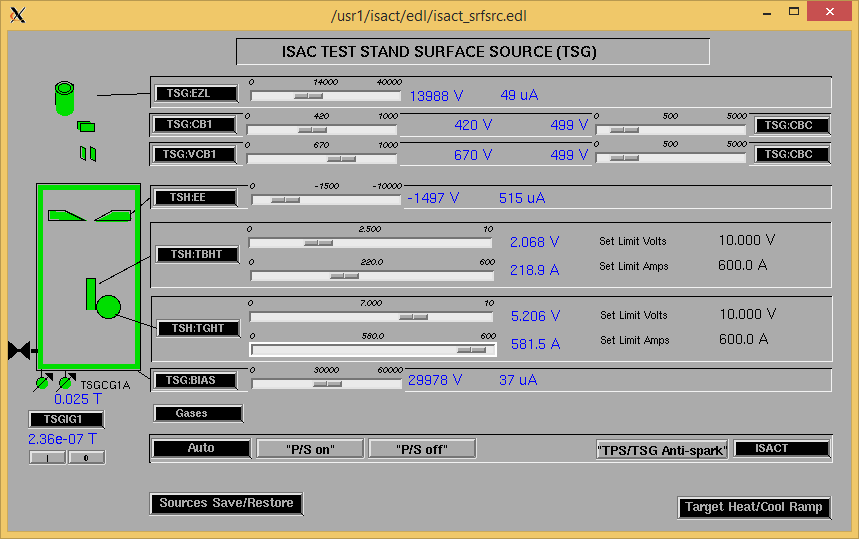 /usr1/isact/edl/isact_srfsrc.edl
ISAC TEST STAND SURFACE SOURCE (TSG)
TSG:EZL 0 14000 40000 13988 V 49 uA
TSG:CB1 0 420 1000 420 V 499 V 0 500 5000 TSG:CBC
TSG:VCB1 0 670 1000 670 V 499 V 0 500 5000 TSG:CBC
TSH:EE 0 -1500 -10000 -1497 V 515 uA
0 2.500 10 2.068 V Set Limit Volts 10.000 V
TSH:TBHT
0 220.0 600 218.9 A Set Limit Amps 600.0 A
0 7.000 10 5.206 V Set Limit Volts 10.000 V
TSH:TGHT
0 580.0 600 581.5 A Set Limit Amps 600.0 A
TSG:BIAS 0 30000 60000 29978 V 37 uA
TSGCG1A
0.025 T
TSGIG1
2.36e-07 T
I 0
Gases
Auto "P/S on" "P/S off" "TPS/TSG Anti-spark" ISACT
Sources Save/Restore
Target Heat/Cool Ramp